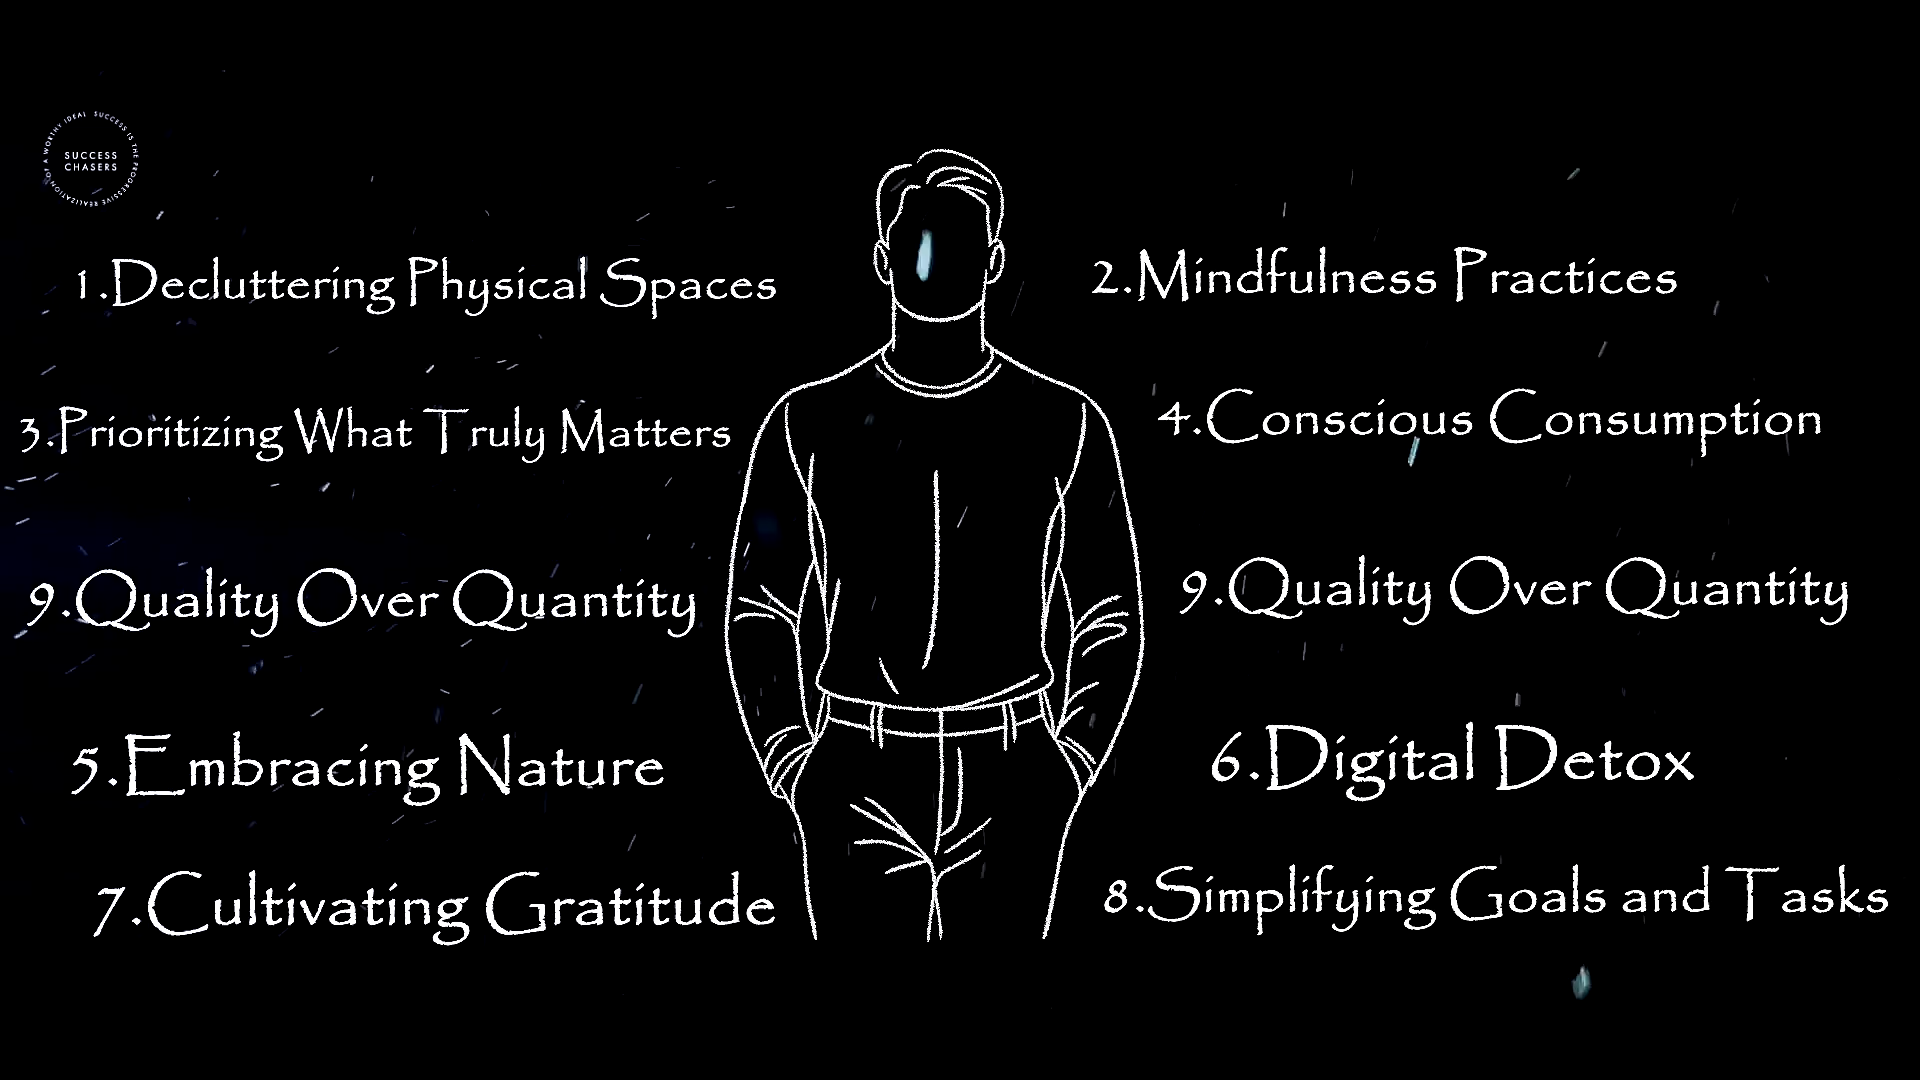 A WORTHY IDEAL SUCCESS IS THE PROGRESSIVE REALIZATION OF
SUCCESS
CHASERS
1.Decluttering Physical Spaces
2.Mindfulness Practices
3.Prioritizing What Truly Matters
4.Conscious Consumption
9.Quality Over Quantity
9.Quality Over Quantity
5.Embracing Nature
6.Digital Detox
7.Cultivating Gratitude
8.Simplifying Goals and Tasks